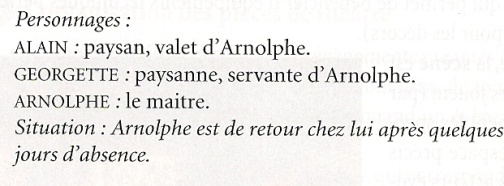 Personnages :
ALAIN : paysan, valet d'Arnolphe.
GEORGETTE : paysanne, servante d'Arnolphe.
ARNOLPHE : le maitre.
Situation : Arnolphe est de retour chez lui après quelques
jours d'absence.